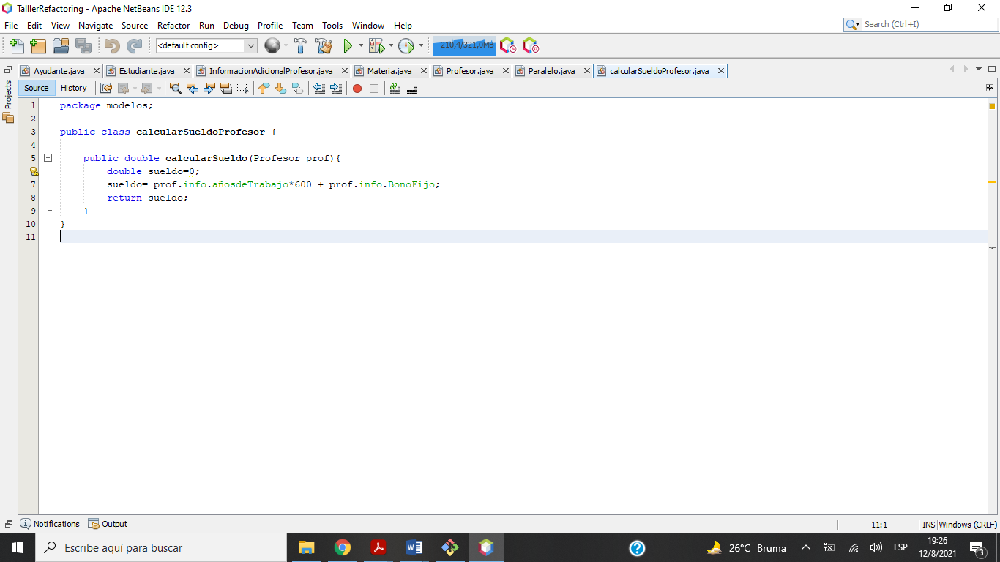 TalllerRefactoring - Apache NetBeans IDE 12.3
File Edit View Navigate Source Refactor Run Debug Profile Team Tools Window Help
Search (Ctrl+I)
<default config>
210,4/321,0MB
Projects
Ayudante.java Estudiante.java InformacionAdicionalProfesor.java Materia.java Profesor.java Paralelo.java calcularSueldoProfesor.java
Source History
1 package modelos;
2
3 public class calcularSueldoProfesor {
4
5 public double calcularSueldo(Profesor prof){
double sueldo=0;
7 sueldo= prof.info.añosdeTrabajo*600 + prof.info.BonoFijo;
8 return sueldo;
9 }
10 }
11
Notifications Output
11:1 INS Windows (CRLF)
Escribe aquí para buscar
26°C Bruma
ESP
19:26
12/8/2021
3